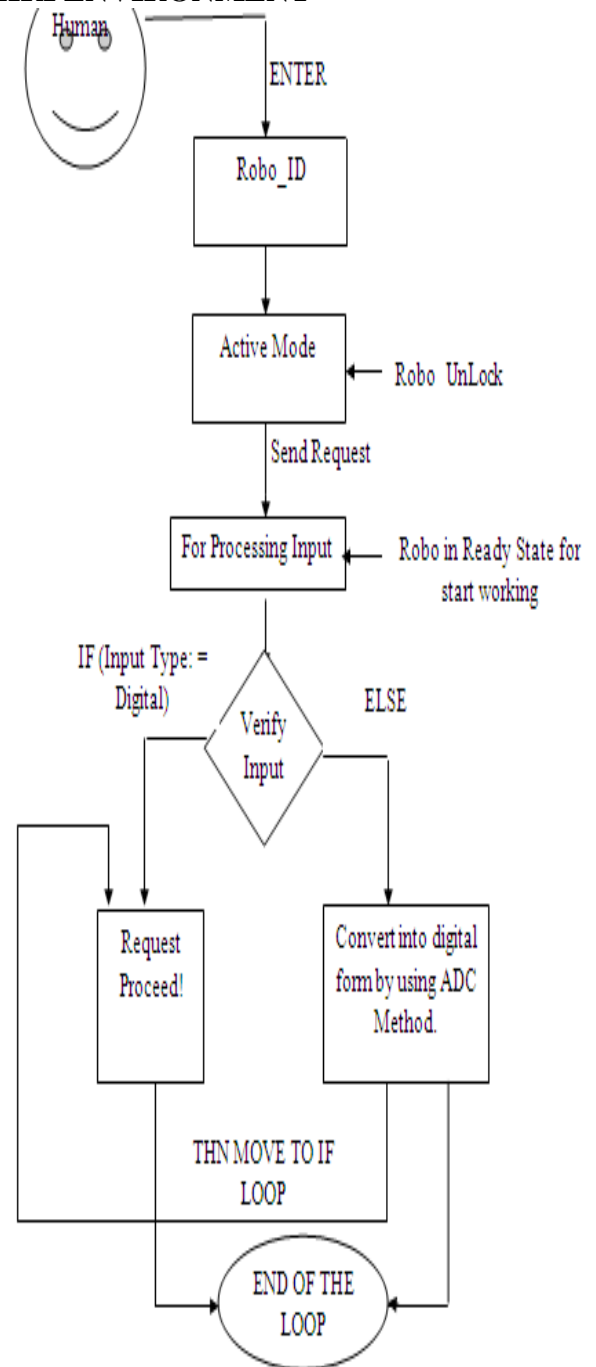 Human
ENTER
Robo_ID
Active Mode
Robo UnLock
Send Request
For Processing Input
Robo in Ready State for
start working
IF (Input Type: =
Digital)
ELSE
Verify
Input
Request
Proceed!
Convert into digital
form by using ADC
Method.
THN MOVE TO IF
LOOP
END OF THE
LOOP